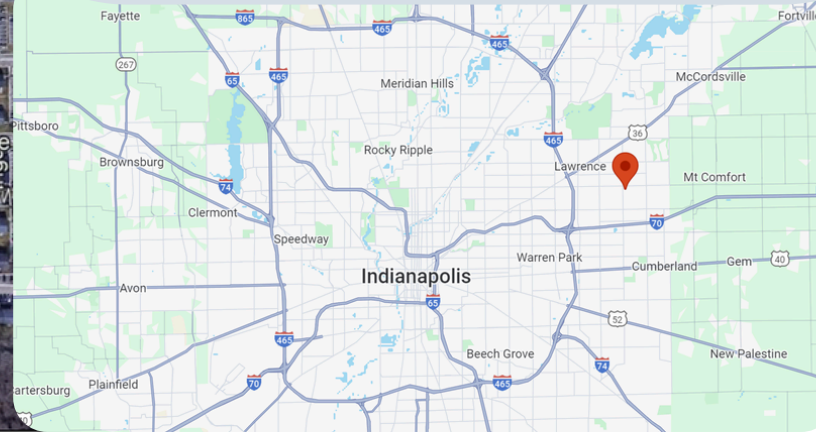 Fayette
865
465
Fortville
465
267
65
465
McCordsville
Meridian Hills
Pittsboro
36
465
Rocky Ripple
Brownsburg
Lawrence
Mt Comfort
74
Clermont
70
Speedway
Warren Park
Cumberland
Gem
40
Indianapolis
Avon
65
52
465
Beech Grove
New Palestine
74
70
Plainfield
465
artersburg